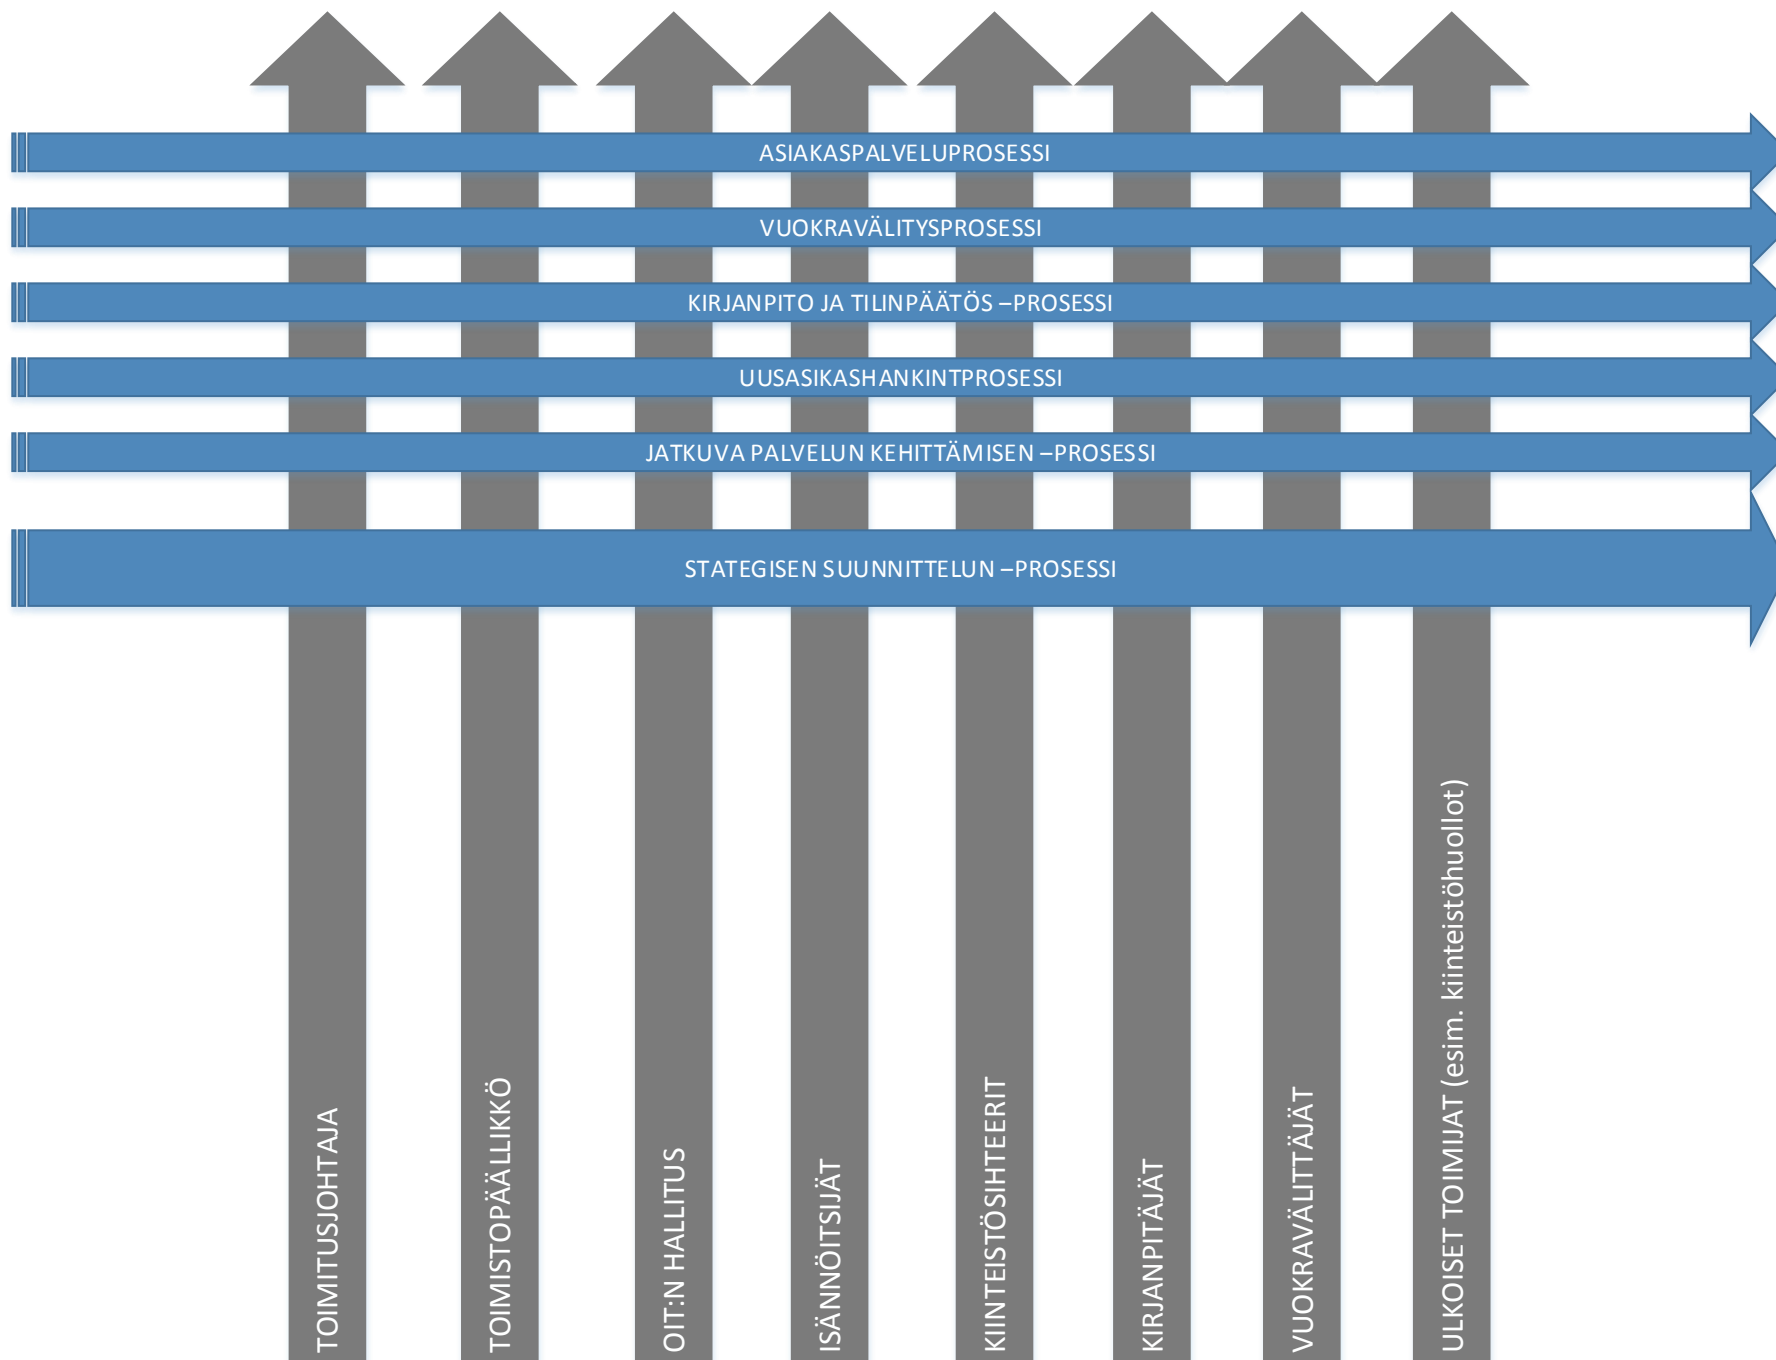 ASIAKASPALVELUPROSESSI
VUOKRAVÄLITYSPROSESSI
KIRJANPITO JA TILINPÄÄTÖS –PROSESSI
UUSASIKASHANKINTPROSESSI
JATKUVA PALVELUN KEHITTÄMISEN –PROSESSI
STATEGISEN SUUNNITTELUN –PROSESSI
TOIMITUSJOHTAJA
TOIMISTOPÄÄLLIKKÖ
OIT:N HALLITUS
ISÄNNÖITSIJÄT
KIINTEISTÖSIHTEERIT
KIRJANPITÄJÄT
VUOKRAVÄLITTÄJÄT
ULKOISET TOIMIJAT (esim. kiinteistöhuollot)